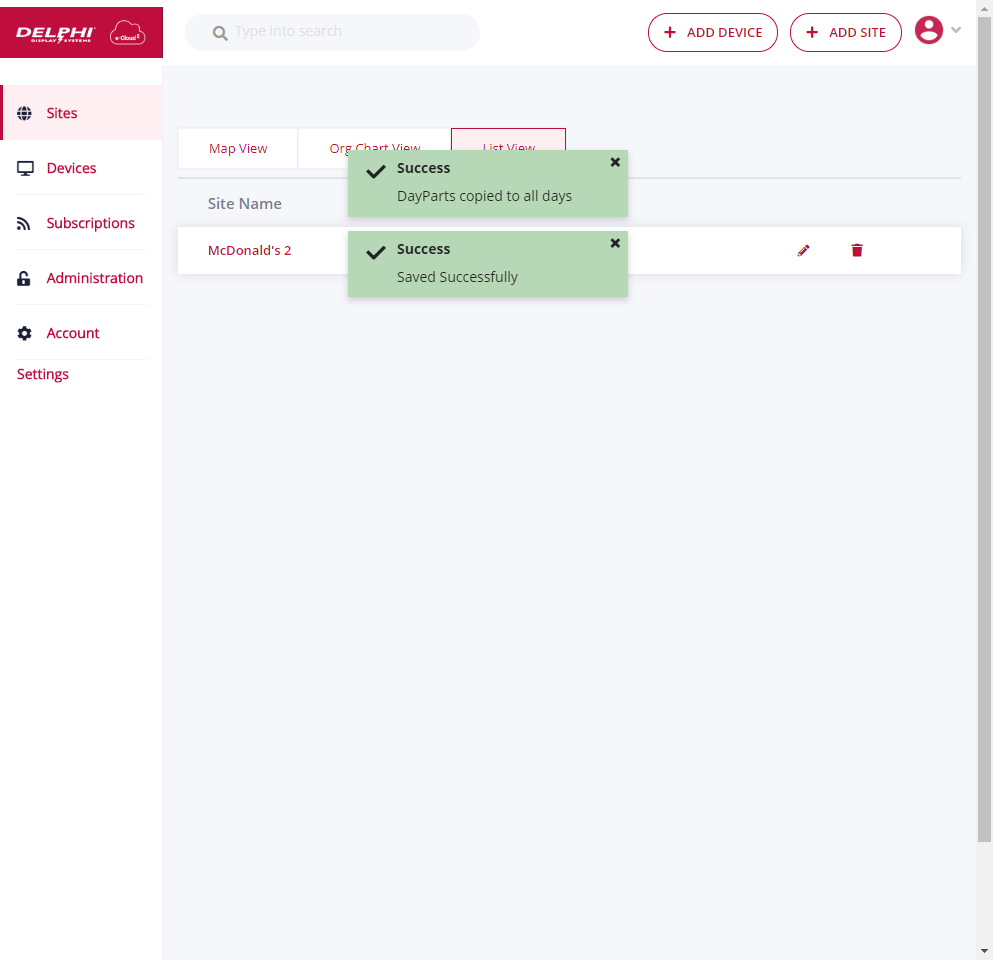 DELPHI
DISPLAY SYSTEMS
e-Cloud²
Type into search
ADD DEVICE
ADD SITE
Sites
Devices
Subscriptions
Administration
Account
Settings
Map View
Org Chart View
List View
Success
DayParts copied to all days
Site Name
McDonald's 2
Success
Saved Successfully